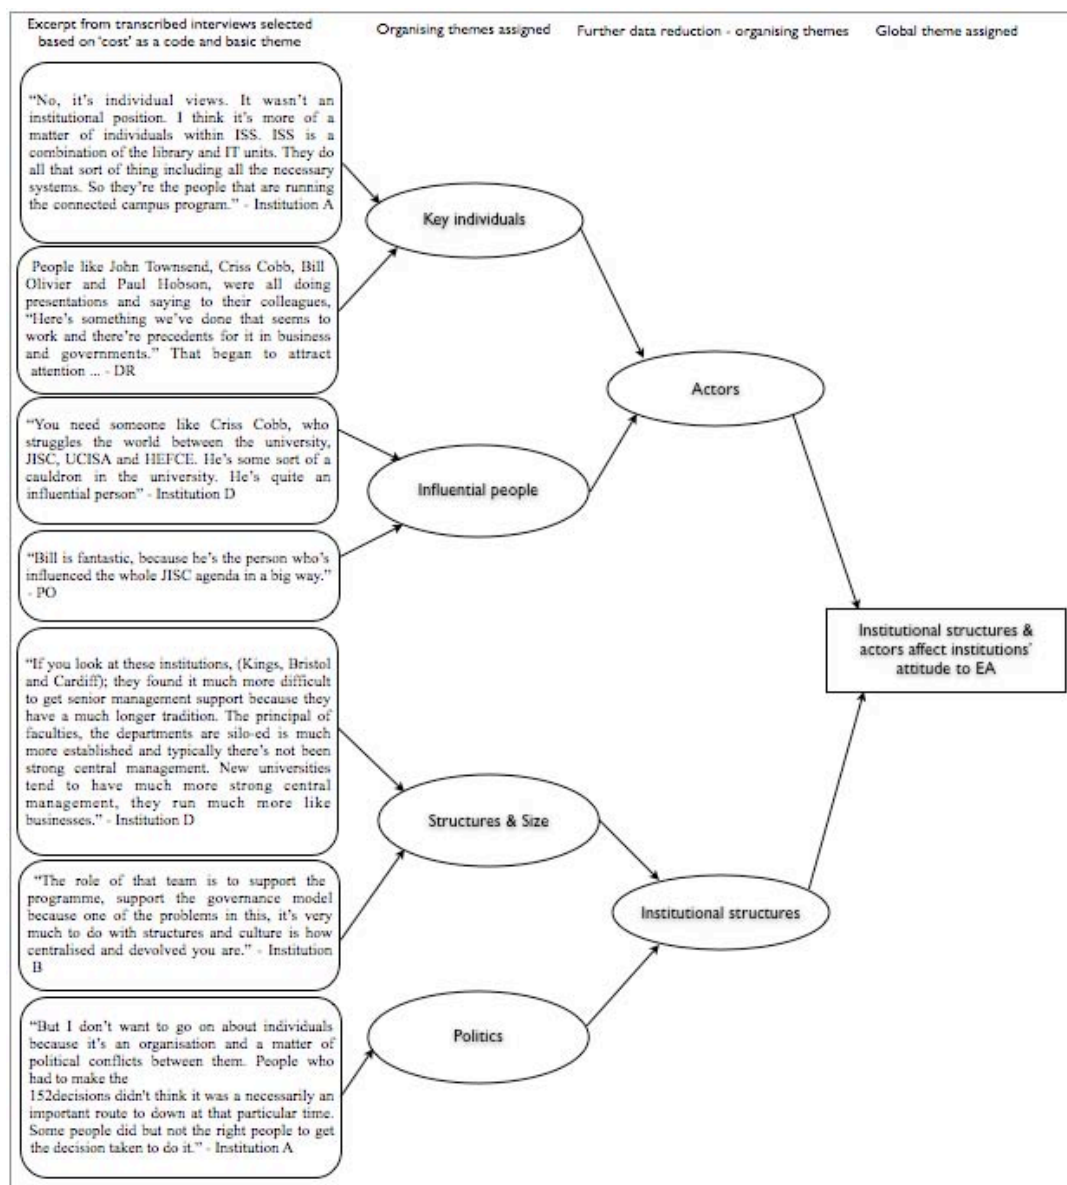 Excerpt from transcribed interviews selected
based on 'cost' as a code and basic theme
Organising themes assigned
Further data reduction - organising themes
Global theme assigned
“No, it’s individual views. It wasn’t an
institutional position. I think it’s more of a
matter of individuals within ISS. ISS is a
combination of the library and IT units. They do
all that sort of thing including all the necessary
systems. So they’re the people that are running
the connected campus program.” - Institution A
Key individuals
People like John Townsend, Criss Cobb, Bill
Olivier and Paul Hobson, were all doing
presentations and saying to their colleagues,
“Here’s something we’ve done that seems to
work and there’re precedents for it in business
and governments.” That began to attract
attention ... - DR
Actors
“You need someone like Criss Cobb, who
struggles the world between the university,
JISC, UCISA and HEFCE. He’s some sort of a
cauldron in the university. He’s quite an
influential person” - Institution D
Influential people
“Bill is fantastic, because he’s the person who’s
influenced the whole JISC agenda in a big way.”
- PO
Institutional structures &
actors affect institutions’
attitude to EA
“If you look at these institutions, (Kings, Bristol
and Cardiff); they found it much more difficult
to get senior management support because they
have a much longer tradition. The principal of
faculties, the departments are silo-ed is much
more established and typically there’s not been
strong central management. New universities
tend to have much more strong central
management, they run much more like
businesses.” - Institution D
Structures & Size
“The role of that team is to support the
programme, support the governance model
because one of the problems in this, it’s very
much to do with structures and culture is how
centralised and devolved you are.” - Institution
B
Institutional structures
“But I don’t want to go on about individuals
because it’s an organisation and a matter of
political conflicts between them. People who
had to make the
152decisions didn't think it was a necessarily an
important route to down at that particular time.
Some people did but not the right people to get
the decision taken to do it.” - Institution A
Politics